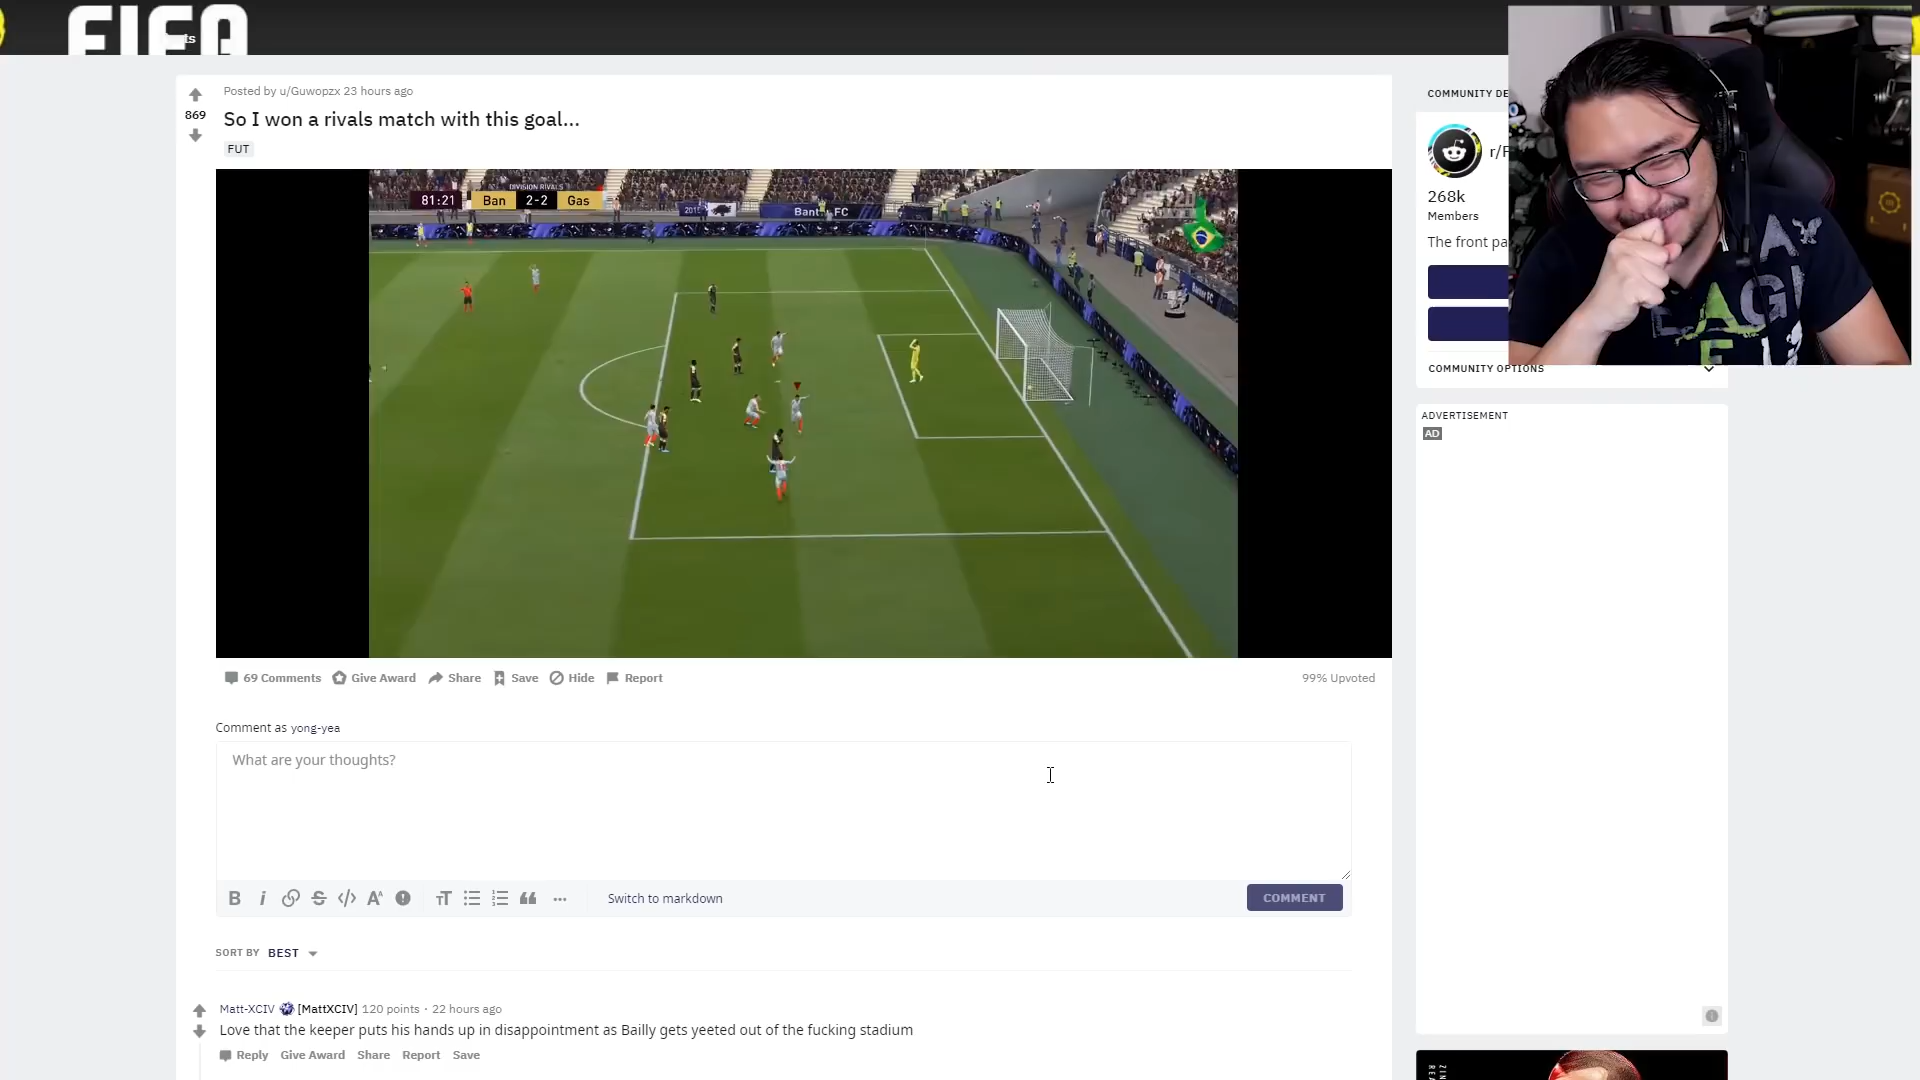 FIFA
ts
Posted by u/Guwopzx 23 hours ago
869
So I won a rivals match with this goal...
FUT
DIVISION RIVALS
81:21 Ban 2-2 Gas
69 Comments Give Award Share Save Hide Report
99% Upvoted
Comment as yong-yea
What are your thoughts?
B i S </> A TT 99 ...
Switch to markdown
COMMENT
SORT BY BEST
Matt-XCIV [MattXCIV] 120 points · 22 hours ago
Love that the keeper puts his hands up in disappointment as Bailly gets yeeted out of the fucking stadium
Reply Give Award Share Report Save
COMMUNITY DE
r/F
268k
Members
The front pa
COMMUNITY OPTIONS
ADVERTISEMENT
AD